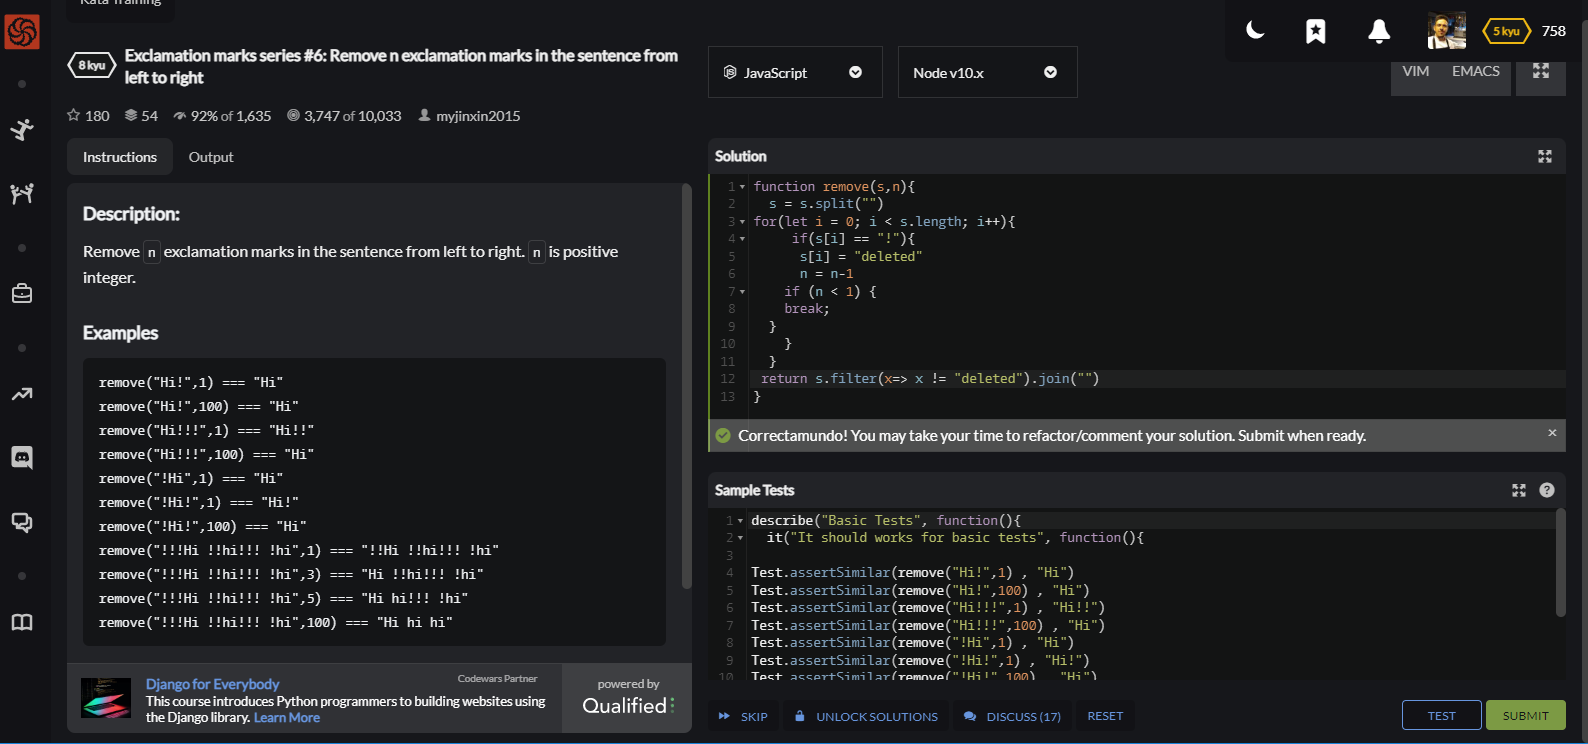 Kata Training
8 kyu
Exclamation marks series #6: Remove n exclamation marks in the sentence from
left to right
180 54 92% of 1,635 3,747 of 10,033 myjinxin2015
JavaScript
Node v10.x
5 kyu 758
VIM EMACS
Instructions Output
Description:
Remove n exclamation marks in the sentence from left to right. n is positive
integer.
Examples
remove("Hi!",1) === "Hi"
remove("Hi!",100) === "Hi"
remove("Hi!!!",1) === "Hi!!"
remove("Hi!!!",100) === "Hi"
remove("!Hi",1) === "Hi"
remove("!Hi!",1) === "Hi!"
remove("!Hi!",100) === "Hi"
remove("!!!Hi !!hi!!! !hi",1) === "!!Hi !!hi!!! !hi"
remove("!!!Hi !!hi!!! !hi",3) === "Hi !!hi!!! !hi"
remove("!!!Hi !!hi!!! !hi",5) === "Hi hi!!! !hi"
remove("!!!Hi !!hi!!! !hi",100) === "Hi hi hi"
Django for Everybody
Codewars Partner
This course introduces Python programmers to building websites using
the Django library. Learn More
powered by
Qualified
Solution
1 function remove(s,n){
2 s = s.split("")
3 for(let i = 0; i < s.length; i++){
4 if(s[i] == "!"){
5 s[i] = "deleted"
6 n = n-1
7 if (n < 1) {
8 break;
9 }
10 }
11 }
12 return s.filter(x=> x != "deleted").join("")
13 }
Correctamundo! You may take your time to refactor/comment your solution. Submit when ready. ×
Sample Tests
1 describe("Basic Tests", function(){
2 it("It should works for basic tests", function(){
3
4 Test.assertSimilar(remove("Hi!",1) , "Hi")
5 Test.assertSimilar(remove("Hi!",100) , "Hi")
6 Test.assertSimilar(remove("Hi!!!",1) , "Hi!!")
7 Test.assertSimilar(remove("Hi!!!",100) , "Hi")
8 Test.assertSimilar(remove("!Hi",1) , "Hi")
9 Test.assertSimilar(remove("!Hi!",1) , "Hi!")
10 Test.assertSimilar(remove("!Hi!",100) , "Hi")
SKIP UNLOCK SOLUTIONS DISCUSS (17) RESET TEST SUBMIT